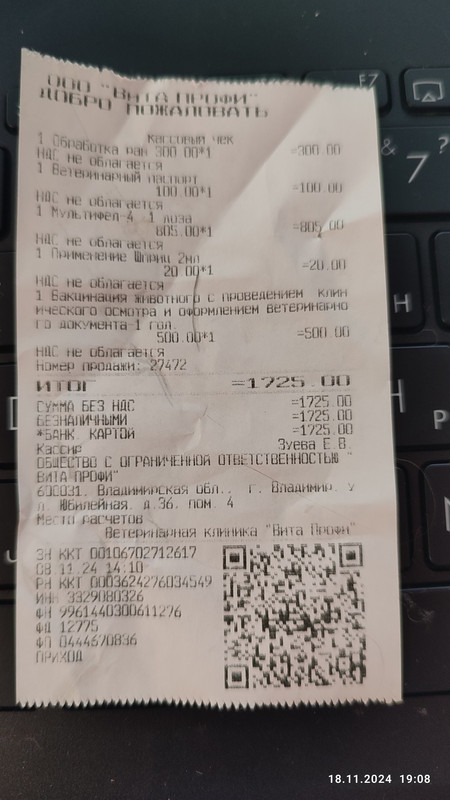 ООО "ВИТА ПРОФИ"
ДОБРО ПОЖАЛОВАТЬ
Кассовый чек
1 Обработка ран 300.00*1 =300.00
НДС не облагается
1 Ветеринарный паспорт
100.00*1 =100.00
НДС не облагается
1 Мультифел-4, 1 доза
805.00*1 =805.00
НДС не облагается
1 Применение Шприц 2мл
20.00*1 =20.00
НДС не облагается
1 Вакцинация животного с проведением клин
ического осмотра и оформлением ветеринарно
го документа-1 гол.
500.00*1 =500.00
НДС не облагается
Номер продажи: 27472
ИТОГ =1725.00
СУММА БЕЗ НДС =1725.00
БЕЗНАЛИЧНЫМИ =1725.00
*БАНК. КАРТОЙ =1725.00
Кассир Зуева Е В.
ОБЩЕСТВО С ОГРАНИЧЕННОЙ ОТВЕТСТВЕННОСТЬЮ "
ВИТА ПРОФИ"
600031, Владимирская обл., г. Владимир, у
л. Юбилейная, д.36, пом. 4
Место расчетов
Ветеринарная клиника "Вита Профи"
ЗН ККТ 00106702712617
08.11.24 14:10
РН ККТ 0003624276034549
ИНН 3329080326
ФН 9961440300611276
ФД 12775
ФП 0444670836
ПРИХОД
F7
&
7
?
H
P
18.11.2024 19:08